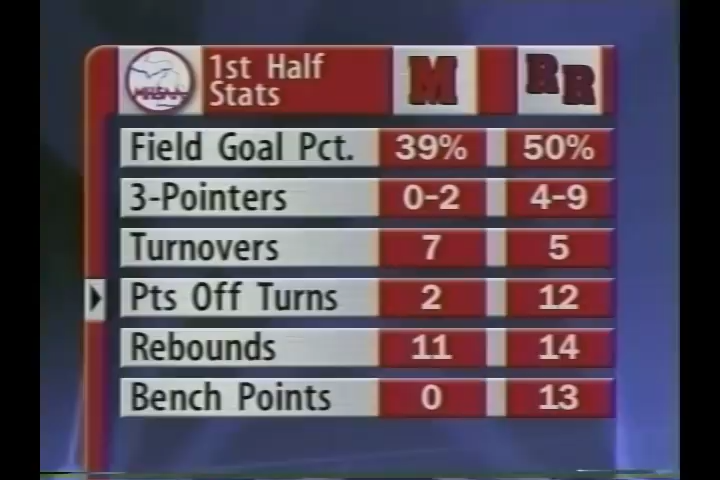 MHSAA
1st Half
Stats
M
RR
Field Goal Pct. 39% 50%
3-Pointers 0-2 4-9
Turnovers 7 5
Pts Off Turns 2 12
Rebounds 11 14
Bench Points 0 13